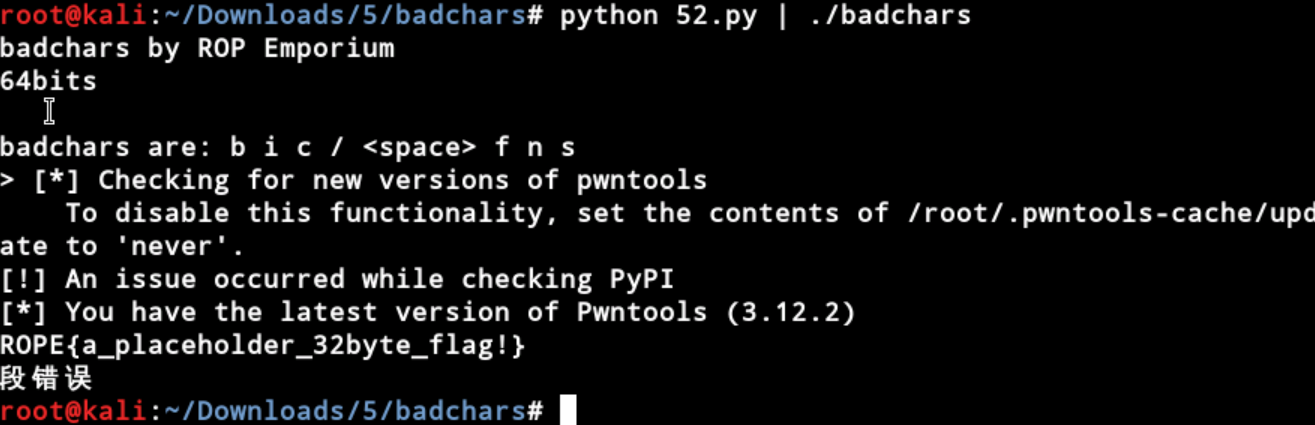 root@kali:~/Downloads/5/badchars# python 52.py | ./badchars
badchars by ROP Emporium
64bits
badchars are: b i c / <space> f n s
> [*] Checking for new versions of pwntools
    To disable this functionality, set the contents of /root/.pwntools-cache/upd
ate to 'never'.
[!] An issue occurred while checking PyPI
[*] You have the latest version of Pwntools (3.12.2)
ROPE{a_placeholder_32byte_flag!}
段错误
root@kali:~/Downloads/5/badchars#